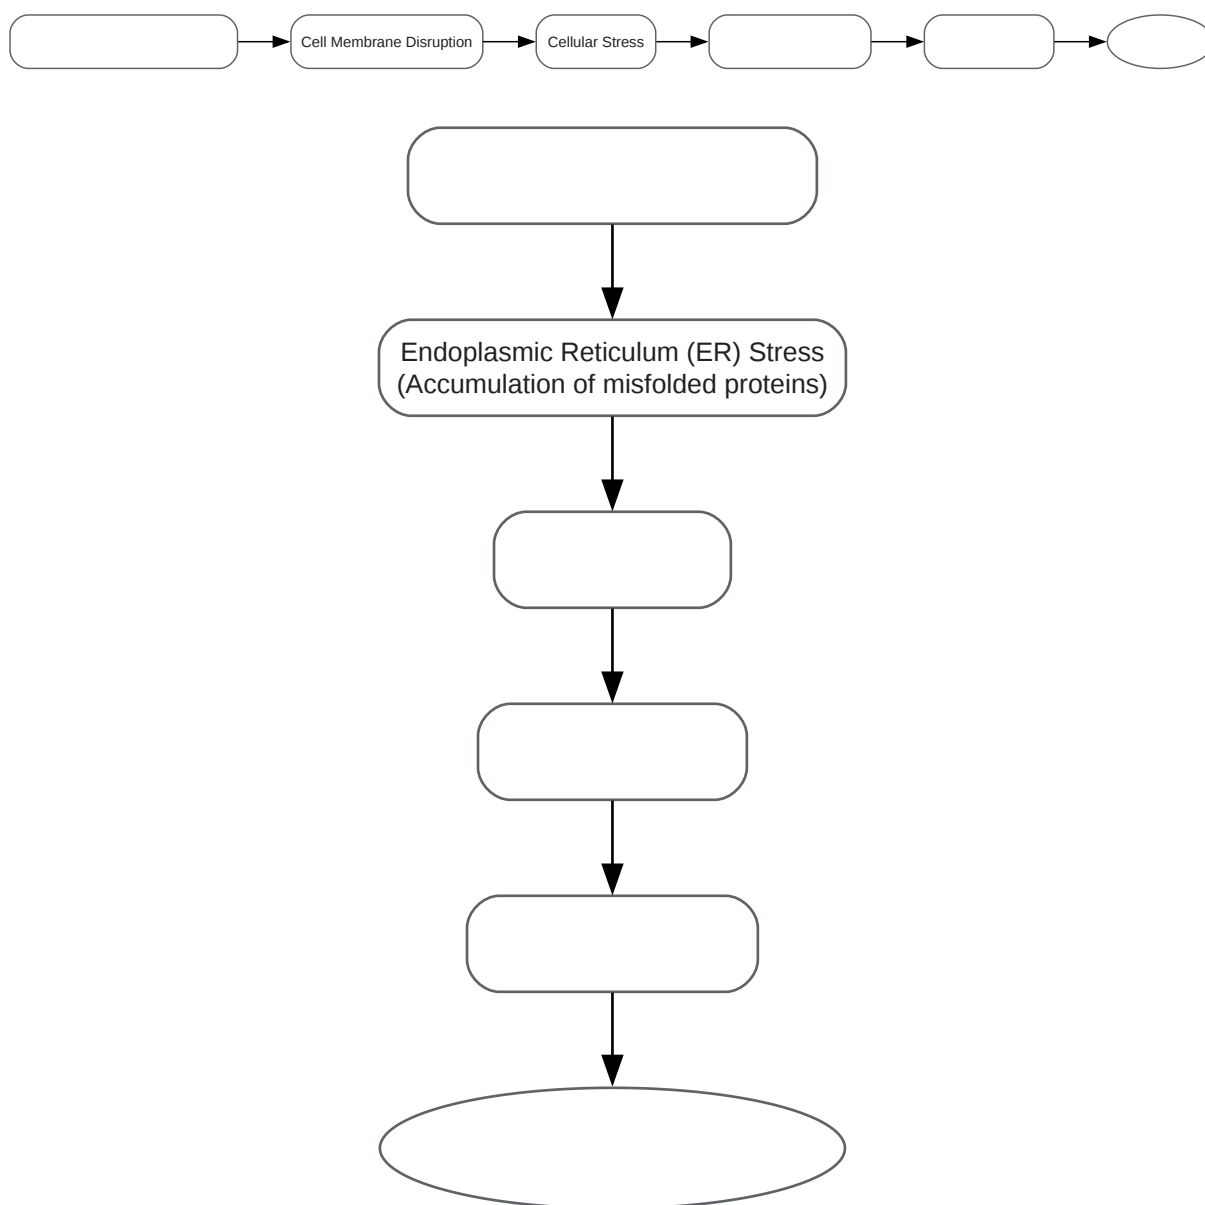 Cell Membrane Disruption
Cellular Stress
Endoplasmic Reticulum (ER) Stress
(Accumulation of misfolded proteins)